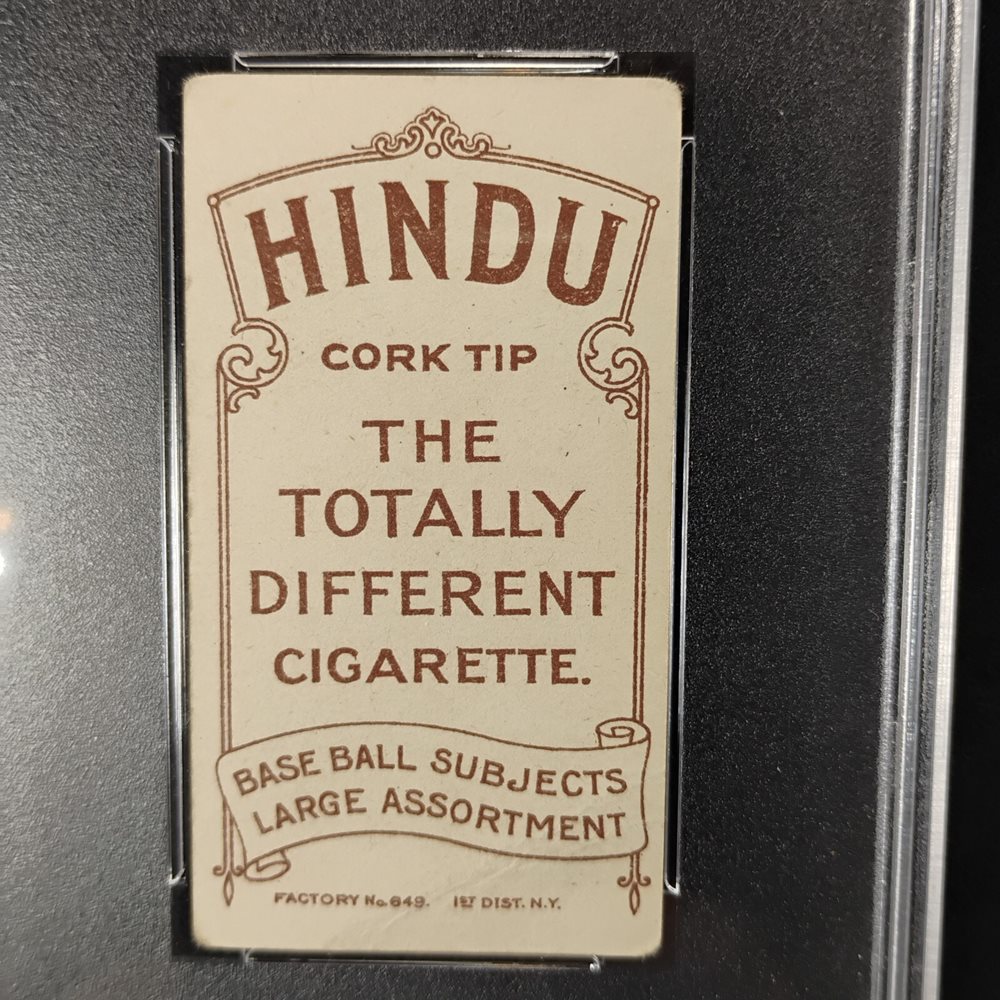 HINDU
CORK TIP
THE
TOTALLY
DIFFERENT
CIGARETTE.
BASE BALL SUBJECTS
LARGE ASSORTMENT
FACTORY No. 649. 1ST DIST. N.Y.